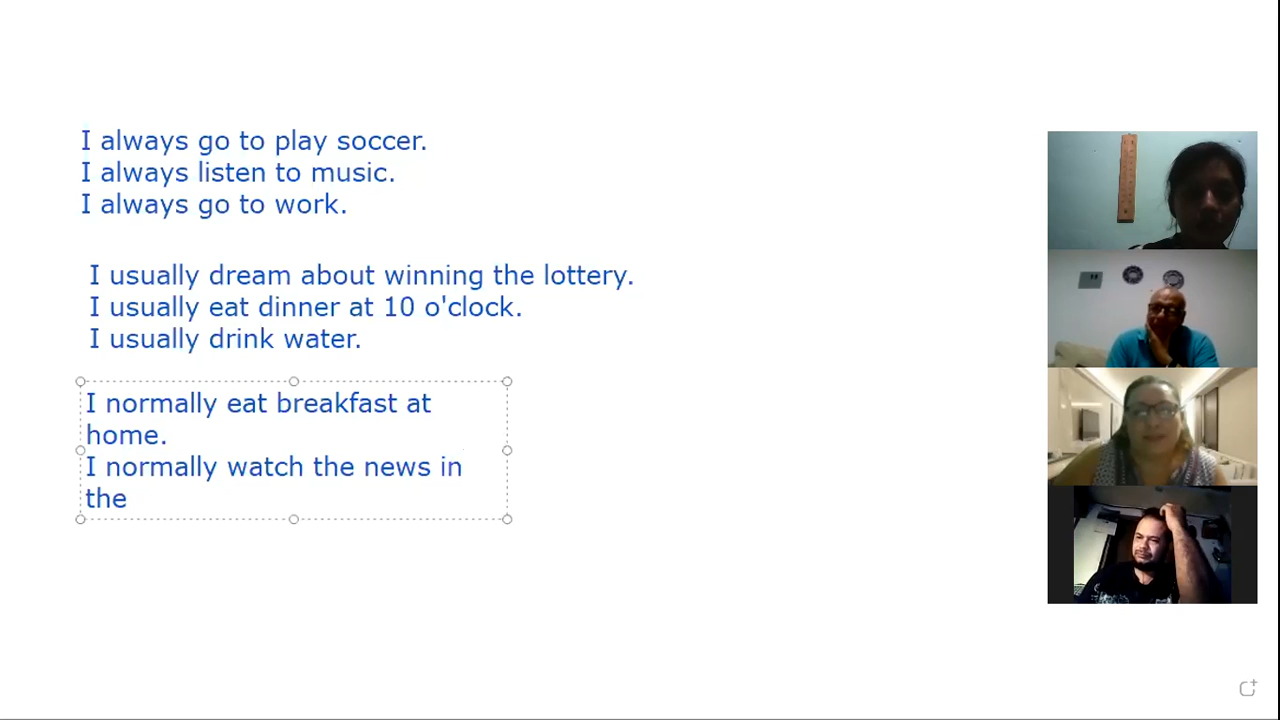 I always go to play soccer.
I always listen to music.
I always go to work.
I usually dream about winning the lottery.
I usually eat dinner at 10 o'clock.
I usually drink water.
I normally eat breakfast at
home.
I normally watch the news in
the